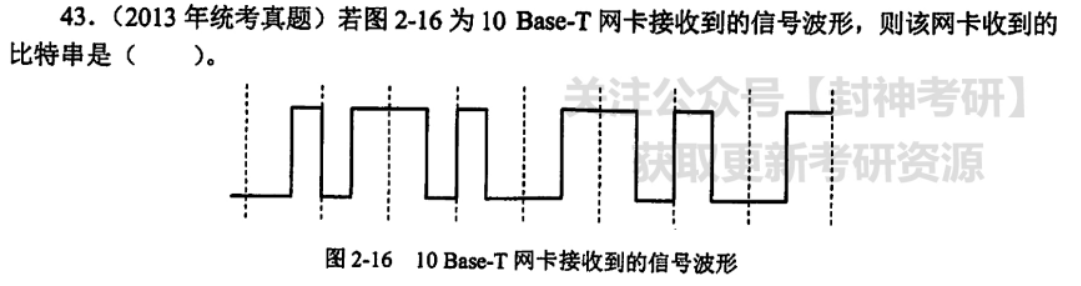 43.（2013 年统考真题）若图 2-16 为 10 Base-T 网卡接收到的信号波形，则该网卡收到的
比特串是（　　）。
关注公众号【封神考研】
获取更新考研资源
图 2-16　10 Base-T 网卡接收到的信号波形